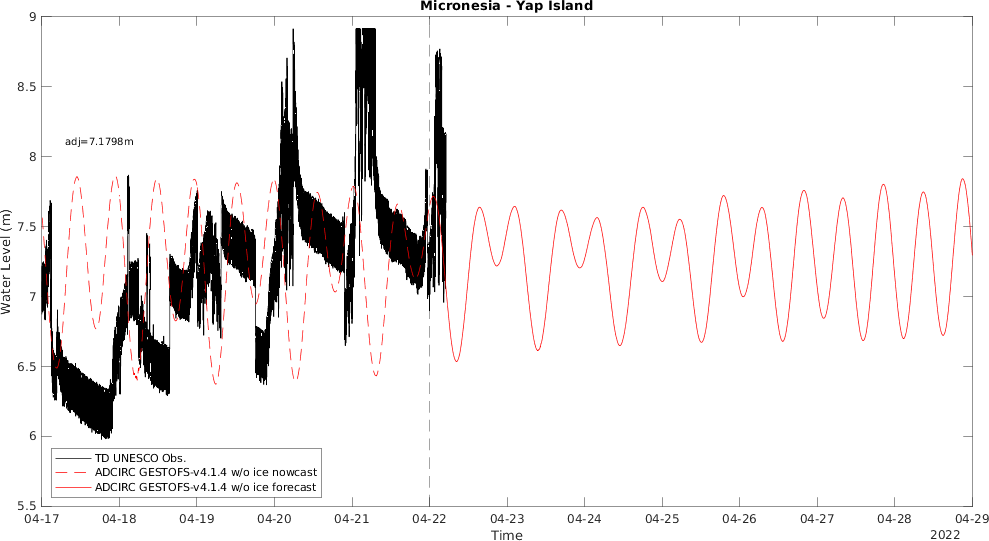 Micronesia - Yap Island
9
8.5
8
7.5
7
6.5
6
5.5
Water Level (m)
adj=7.1798m
TD UNESCO Obs.
ADCIRC GESTOFS-v4.1.4 w/o ice nowcast
ADCIRC GESTOFS-v4.1.4 w/o ice forecast
04-17 04-18 04-19 04-20 04-21 04-22 04-23 04-24 04-25 04-26 04-27 04-28 04-29
Time
2022